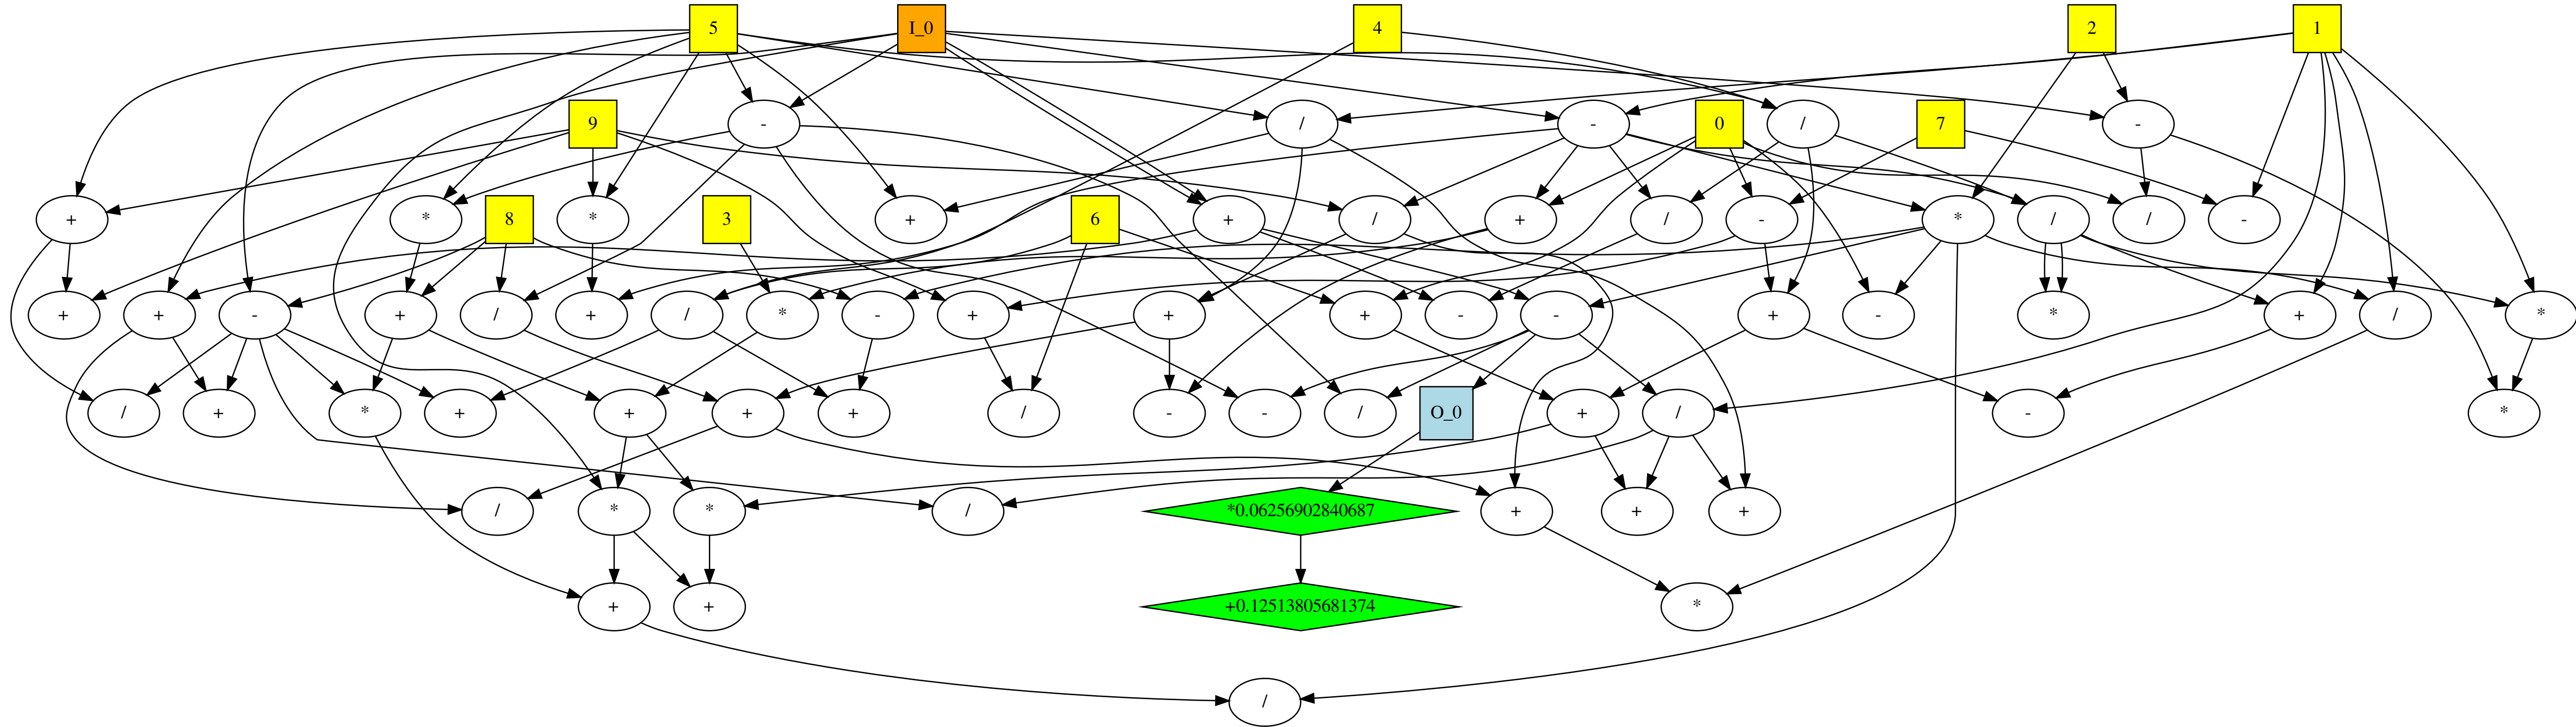 5 I_0 4 2 1
9 - / - 0 / 7 -
+ * 8 * 3 + 6 + / + / - * / / -
+ + - + / + / * - + + + - - + - * + / *
/ + * + + + + / - - / O_0 + / - *
/ * * / *0.06256902840687 + + +
+ + +0.12513805681374 *
/